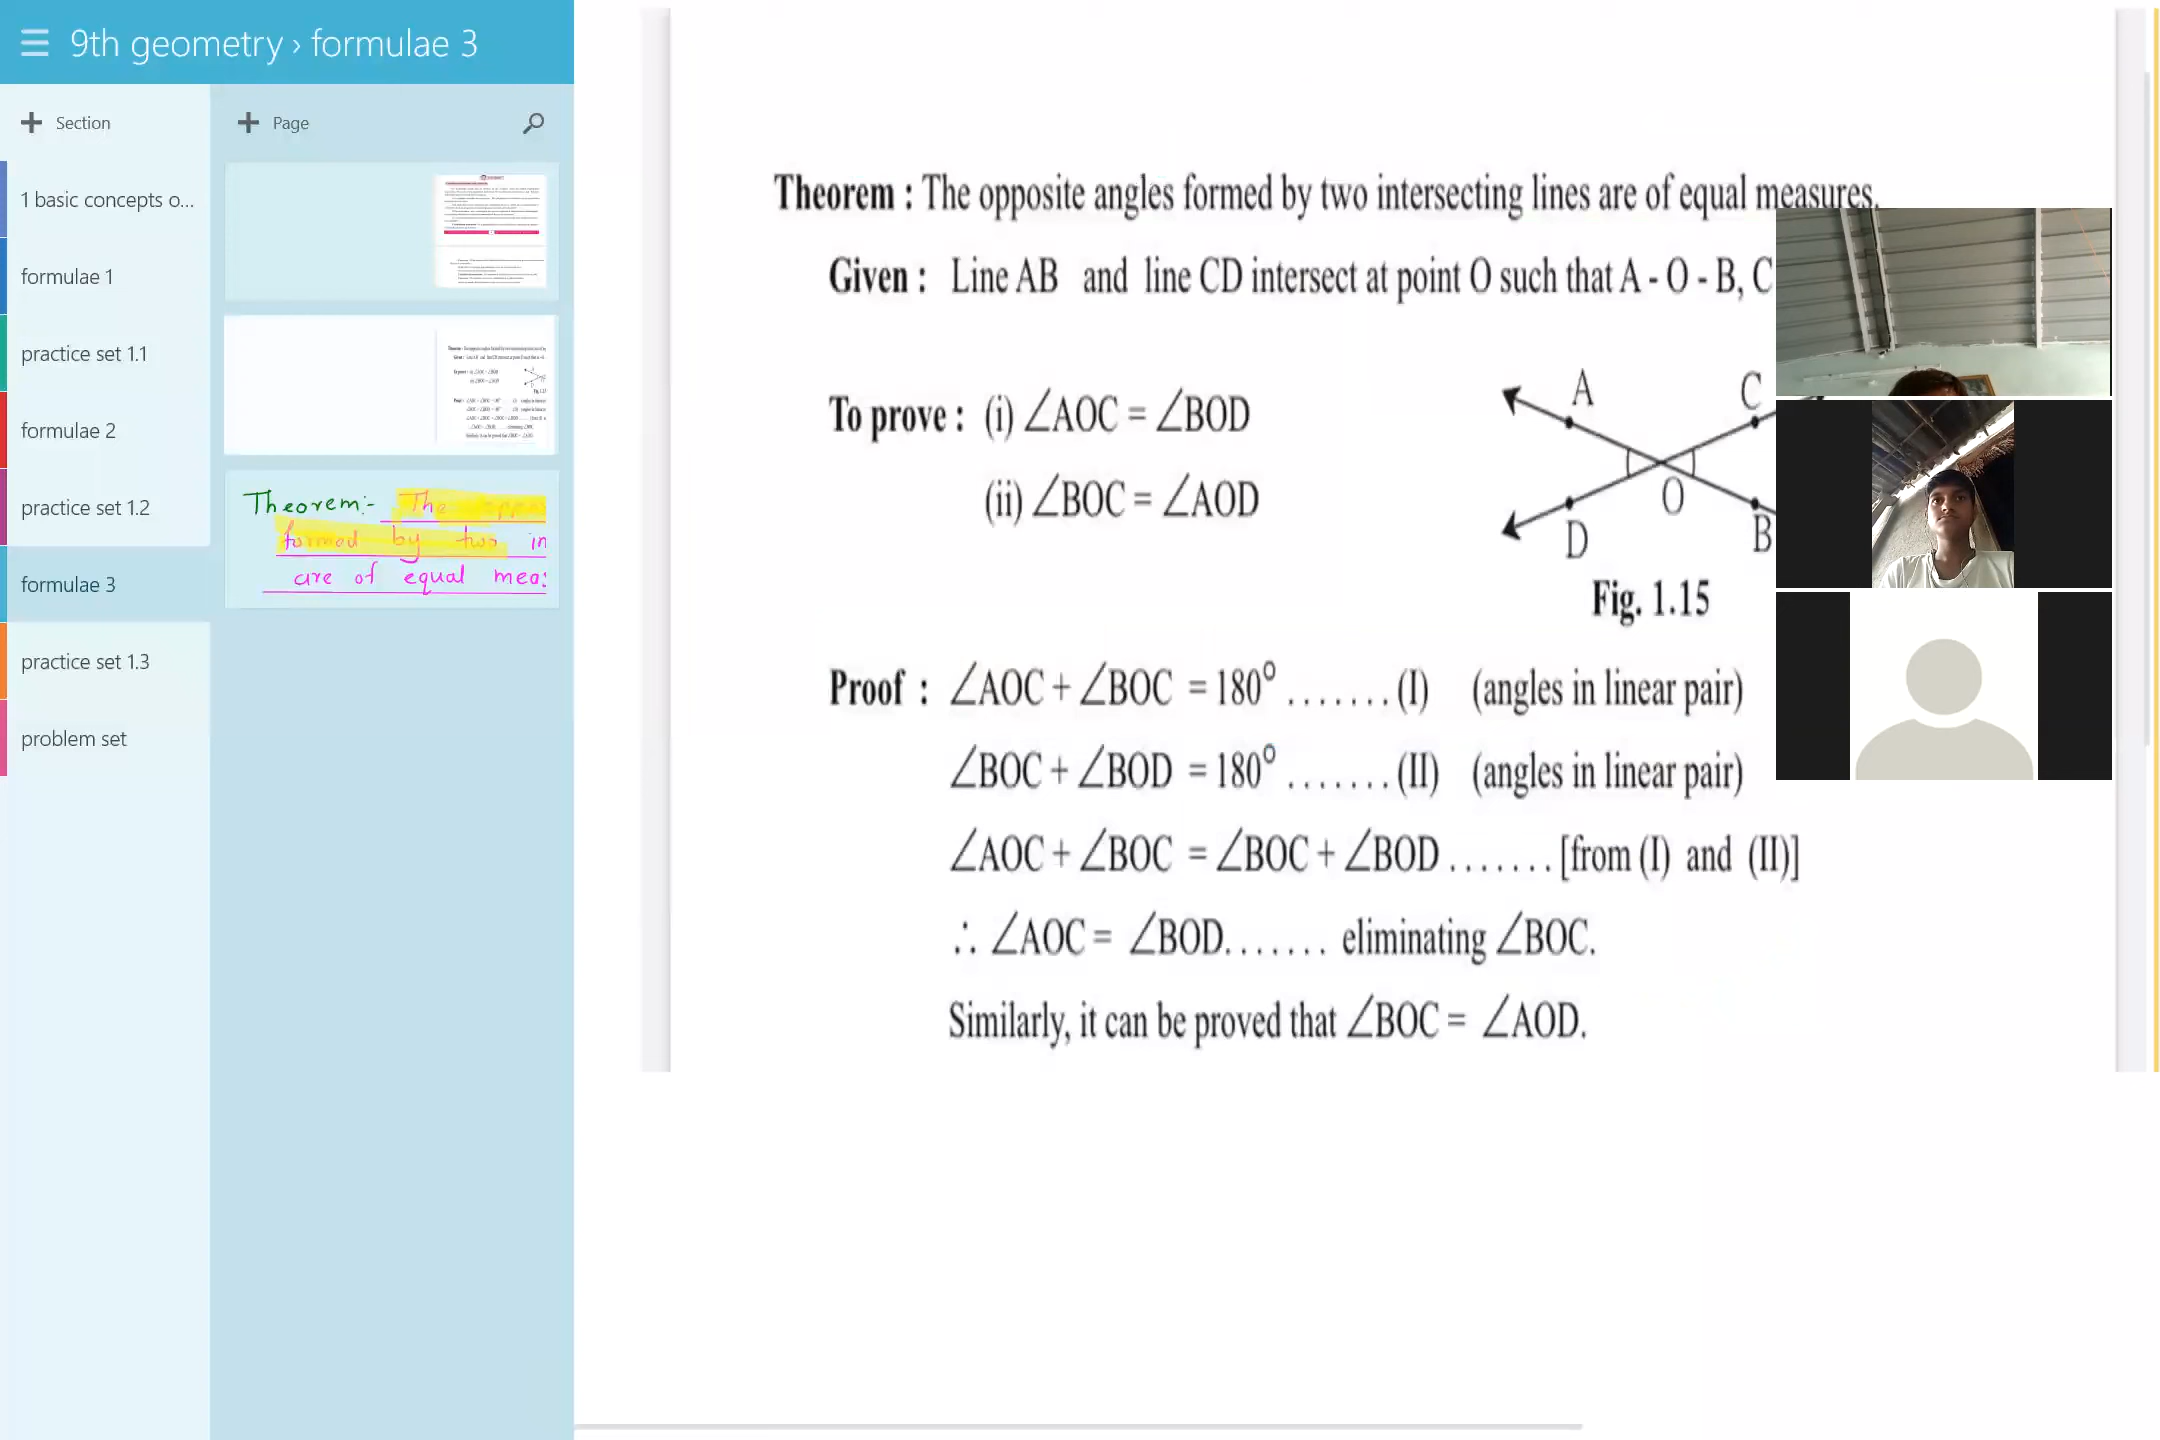 9th geometry › formulae 3
Section
Page
1 basic concepts o...
formulae 1
practice set 1.1
formulae 2
practice set 1.2
formulae 3
practice set 1.3
problem set
Theorem:- The oppos
formed by two in
are of equal meas
Theorem : The opposite angles formed by two intersecting lines are of equal measures.
Given : Line AB and line CD intersect at point O such that A - O - B, C
To prove : (i) ∠AOC = ∠BOD
(ii) ∠BOC = ∠AOD
A C
O
D B
Fig. 1.15
Proof : ∠AOC + ∠BOC = 180° ....... (I) (angles in linear pair)
∠BOC + ∠BOD = 180° ....... (II) (angles in linear pair)
∠AOC + ∠BOC = ∠BOC + ∠BOD ....... [from (I) and (II)]
∴ ∠AOC = ∠BOD....... eliminating ∠BOC.
Similarly, it can be proved that ∠BOC = ∠AOD.